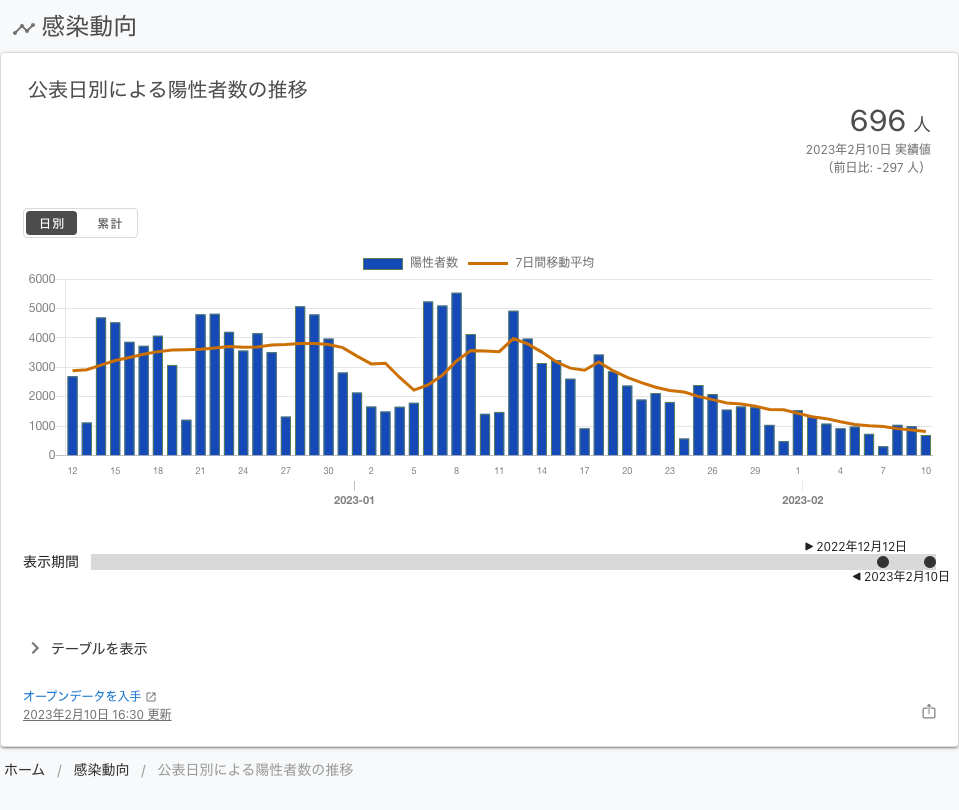 感染動向
公表日別による陽性者数の推移
696 人
2023年2月10日 実績値
（前日比: -297 人）
日別 累計
陽性者数 7日間移動平均
6000
5000
4000
3000
2000
1000
0
12 15 18 21 24 27 30 2 5 8 11 14 17 20 23 26 29 1 4 7 10
2023-01 2023-02
2022年12月12日
表示期間
2023年2月10日
テーブルを表示
オープンデータを入手
2023年2月10日 16:30 更新
ホーム / 感染動向 / 公表日別による陽性者数の推移